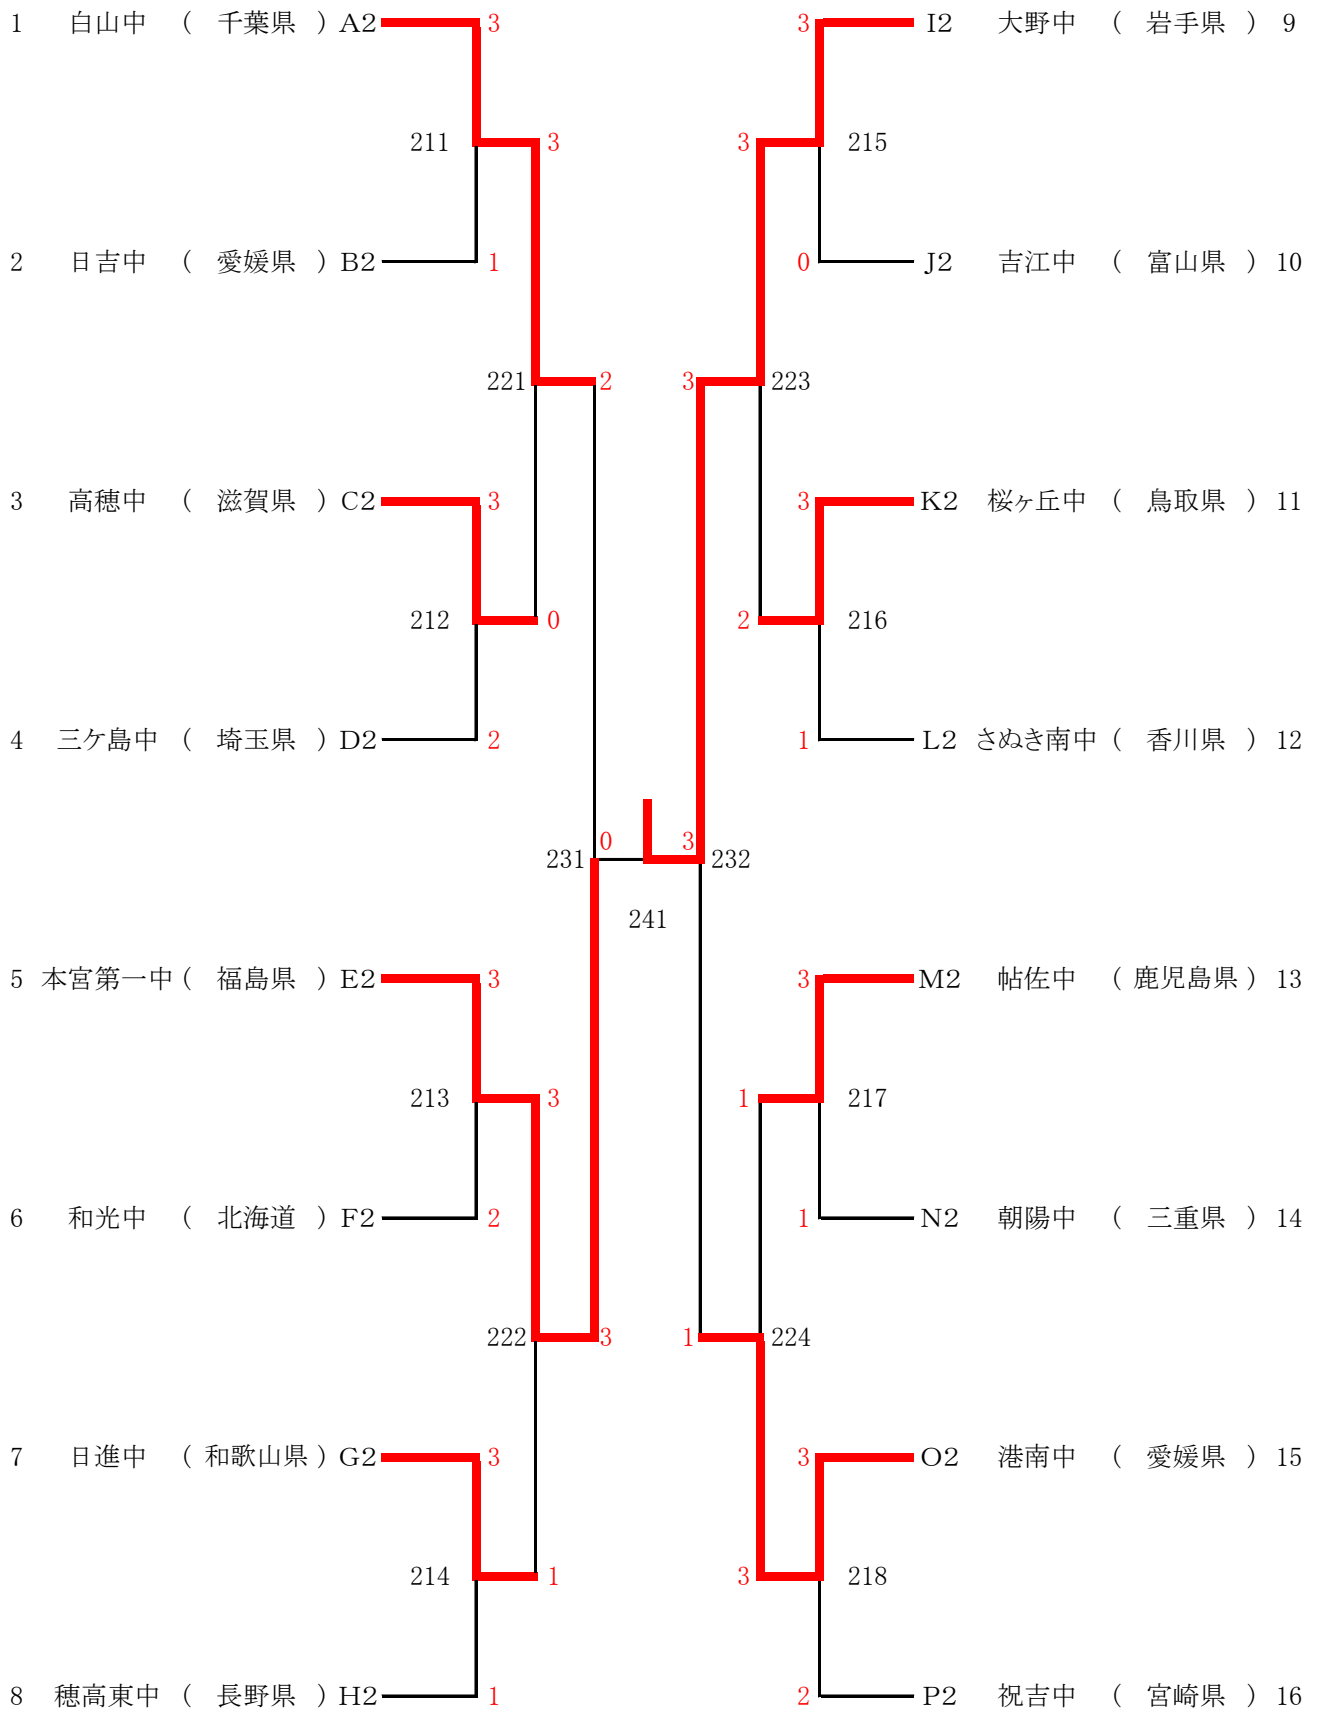 1 白山中 ( 千葉県 ) A2 3 3 I2 大野中 ( 岩手県 ) 9
211 3 3 215
2 日吉中 ( 愛媛県 ) B2 1 0 J2 吉江中 ( 富山県 ) 10
221 2 3 223
3 高穂中 ( 滋賀県 ) C2 3 3 K2 桜ヶ丘中 ( 鳥取県 ) 11
212 0 2 216
4 三ケ島中 ( 埼玉県 ) D2 2 1 L2 さぬき南中 ( 香川県 ) 12
0 3
231 232
241
5 本宮第一中 ( 福島県 ) E2 3 3 M2 帖佐中 ( 鹿児島県 ) 13
213 3 1 217
6 和光中 ( 北海道 ) F2 2 1 N2 朝陽中 ( 三重県 ) 14
222 3 1 224
7 日進中 ( 和歌山県 ) G2 3 3 O2 港南中 ( 愛媛県 ) 15
214 1 3 218
8 穂高東中 ( 長野県 ) H2 1 2 P2 祝吉中 ( 宮崎県 ) 16